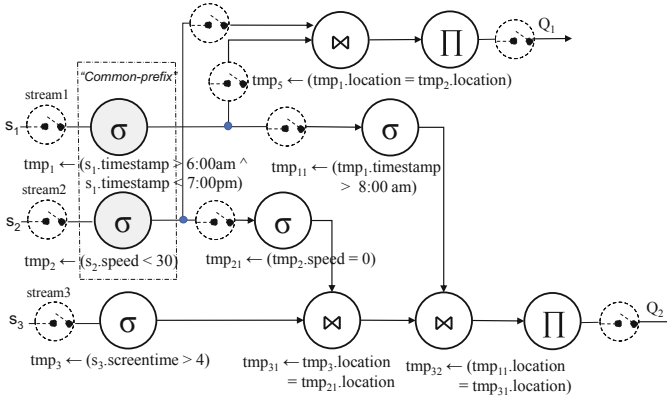 Q1
"Common-prefix"
tmp5 ← (tmp1.location = tmp2.location)
stream1
s1
σ
σ
⋈
∏
tmp1 ← (s1.timestamp > 6:00am ^
s1.timestamp < 7:00pm)
tmp11 ← (tmp1.timestamp
> 8:00 am)
stream2
s2
σ
σ
tmp2 ← (s2.speed < 30)
tmp21 ← (tmp2.speed = 0)
stream3
s3
σ
⋈
⋈
∏
Q2
tmp3 ← (s3.screentime > 4)
tmp31 ← tmp3.location
= tmp21.location
tmp32 ← (tmp11.location
= tmp31.location)